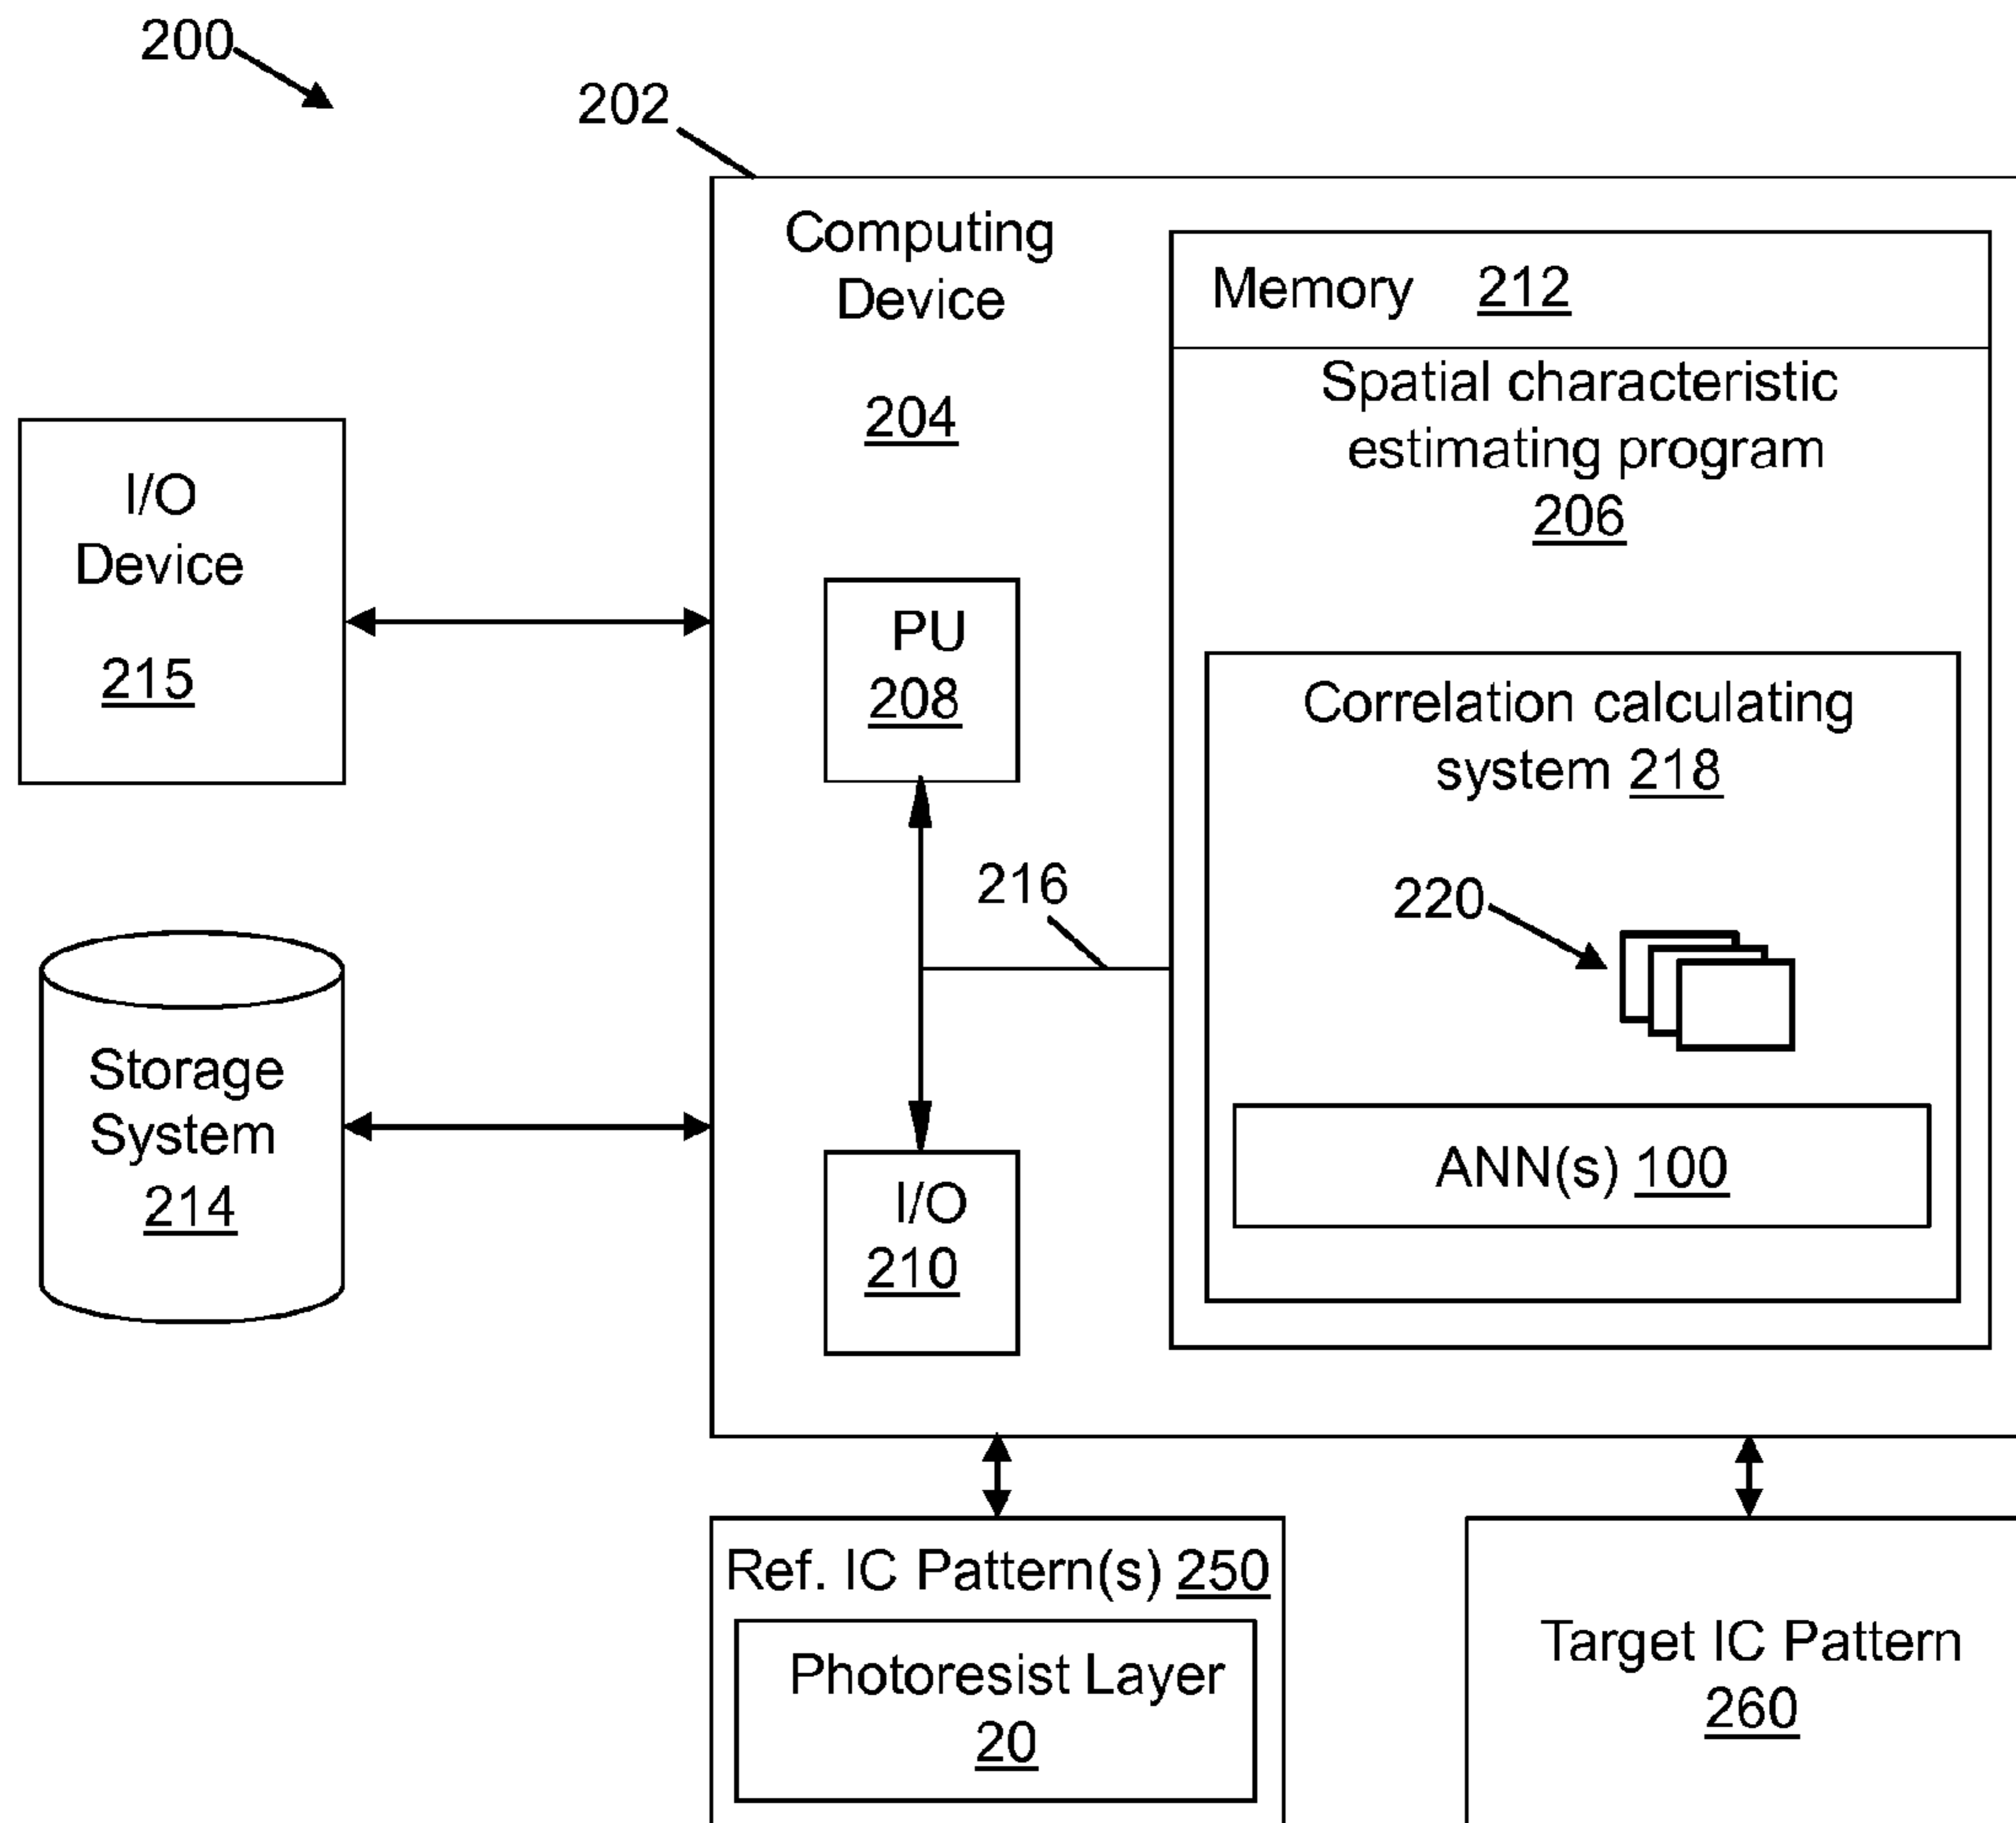 200
202
Computing
Device
204
Memory 212
Spatial characteristic
estimating program
206
I/O
Device
215
PU
208
Correlation calculating
system 218
216
220
Storage
System
214
ANN(s) 100
I/O
210
Ref. IC Pattern(s) 250
Photoresist Layer
20
Target IC Pattern
260